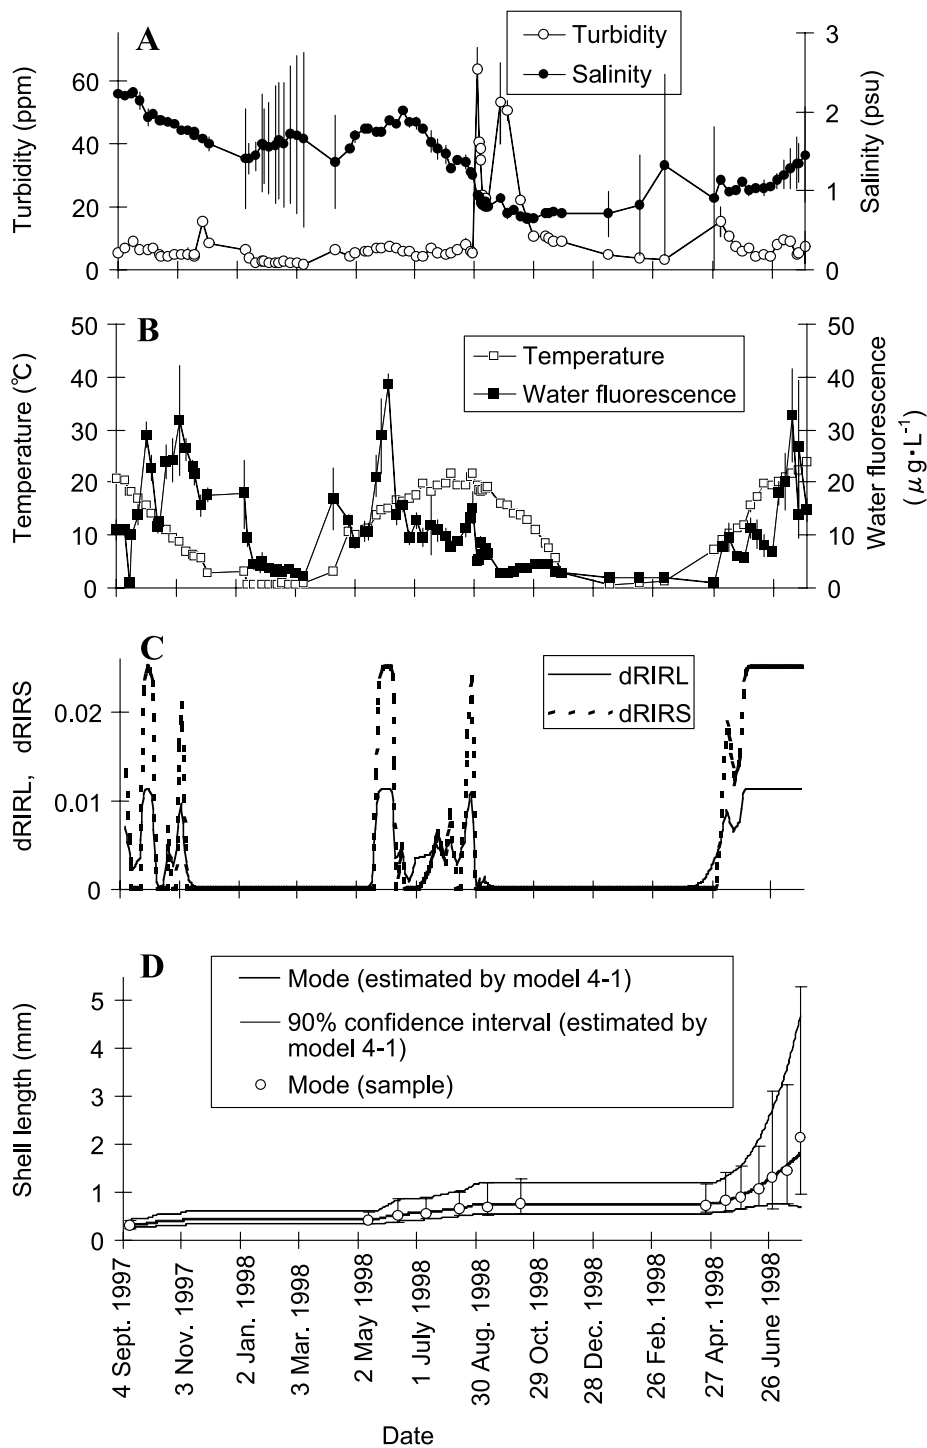 A
Turbidity
Salinity
Turbidity (ppm)
60
40
20
0
3
2
1
0
Salinity (psu)
B
Temperature
Water fluorescence
Temperature (℃)
50
40
30
20
10
0
50
40
30
20
10
0
Water fluorescence
(μg・L⁻¹)
C
dRIRL
dRIRS
dRIRL, dRIRS
0.02
0.01
0
D
Mode (estimated by model 4-1)
90% confidence interval (estimated by
model 4-1)
Mode (sample)
Shell length (mm)
5
4
3
2
1
0
4 Sept. 1997
3 Nov. 1997
2 Jan. 1998
3 Mar. 1998
2 May 1998
1 July 1998
30 Aug. 1998
29 Oct. 1998
28 Dec. 1998
26 Feb. 1998
27 Apr. 1998
26 June 1998
Date